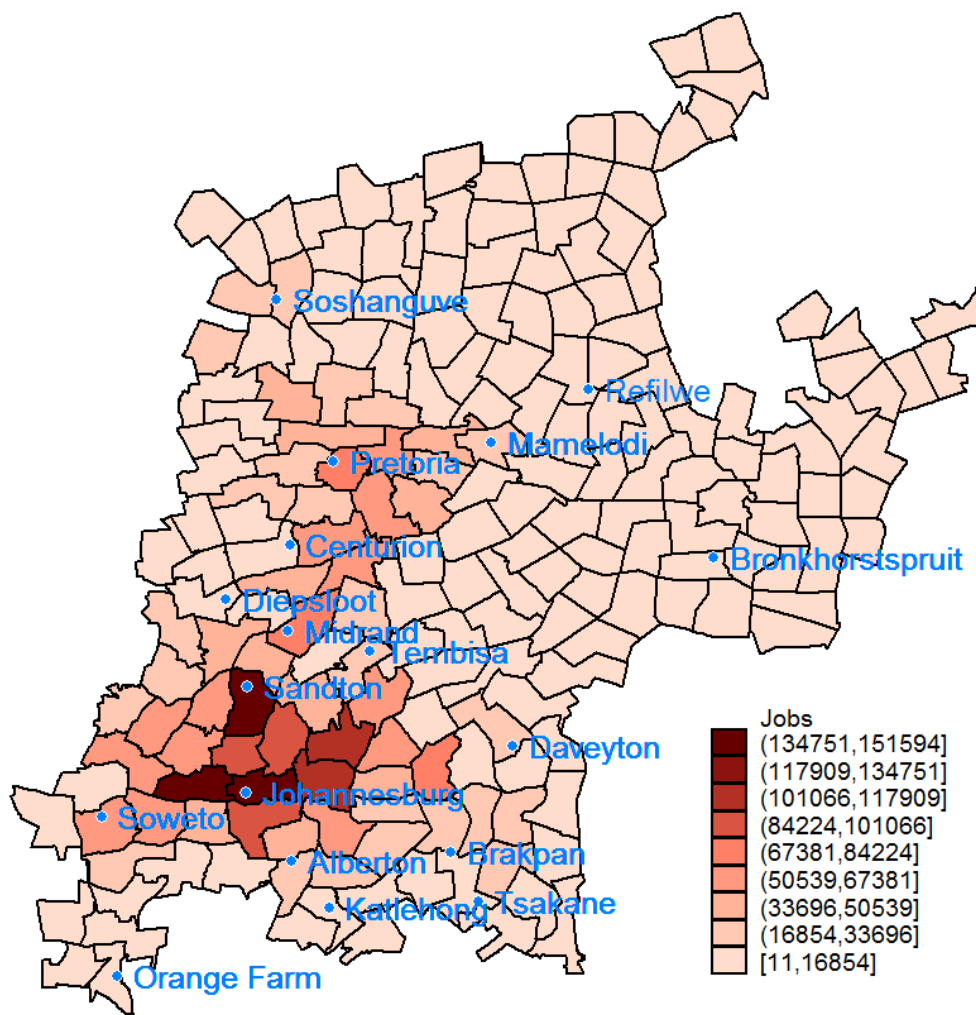 Soshanguve
Refilwe
Mamelodi
Pretoria
Centurion
Bronkhorstspruit
Diepsloot
Midrand
Tembisa
Sandton
Daveyton
Johannesburg
Soweto
Alberton
Brakpan
Katlehong
Tsakane
Orange Farm
Jobs
(134751,151594]
(117909,134751]
(101066,117909]
(84224,101066]
(67381,84224]
(50539,67381]
(33696,50539]
(16854,33696]
[11,16854]